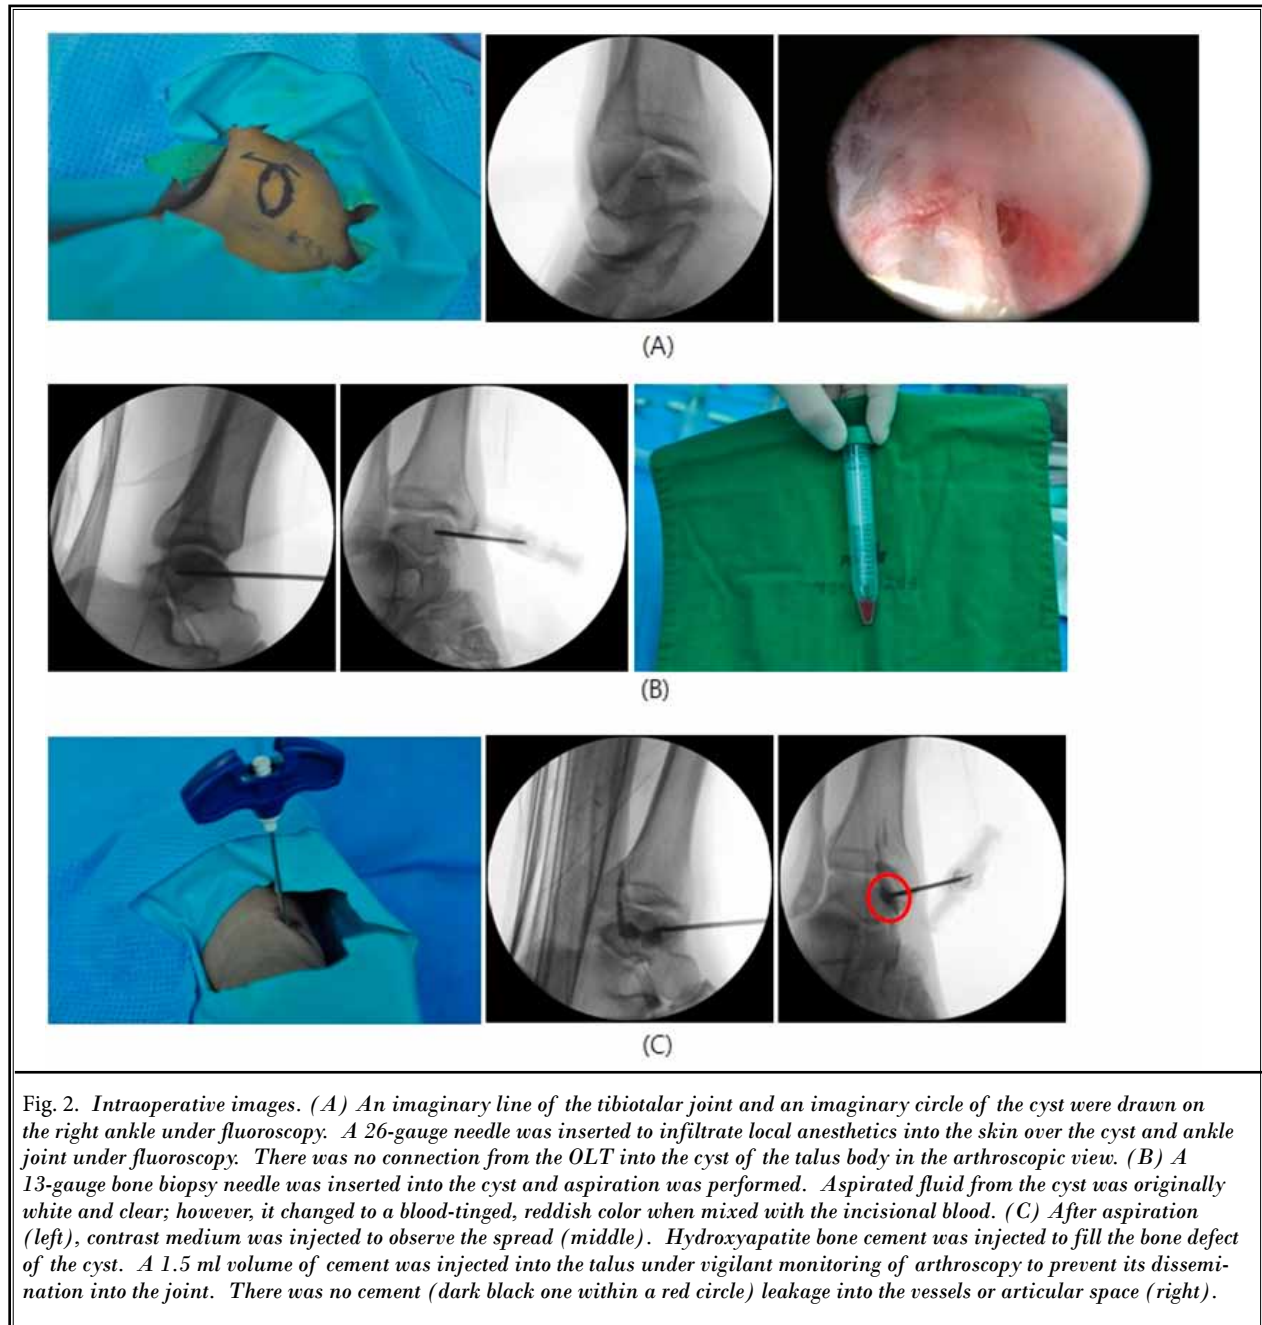 (A)
(B)
(C)
Fig. 2. Intraoperative images. (A) An imaginary line of the tibiotalar joint and an imaginary circle of the cyst were drawn on
the right ankle under fluoroscopy. A 26-gauge needle was inserted to infiltrate local anesthetics into the skin over the cyst and ankle
joint under fluoroscopy. There was no connection from the OLT into the cyst of the talus body in the arthroscopic view. (B) A
13-gauge bone biopsy needle was inserted into the cyst and aspiration was performed. Aspirated fluid from the cyst was originally
white and clear; however, it changed to a blood-tinged, reddish color when mixed with the incisional blood. (C) After aspiration
(left), contrast medium was injected to observe the spread (middle). Hydroxyapatite bone cement was injected to fill the bone defect
of the cyst. A 1.5 ml volume of cement was injected into the talus under vigilant monitoring of arthroscopy to prevent its dissemi-
nation into the joint. There was no cement (dark black one within a red circle) leakage into the vessels or articular space (right).